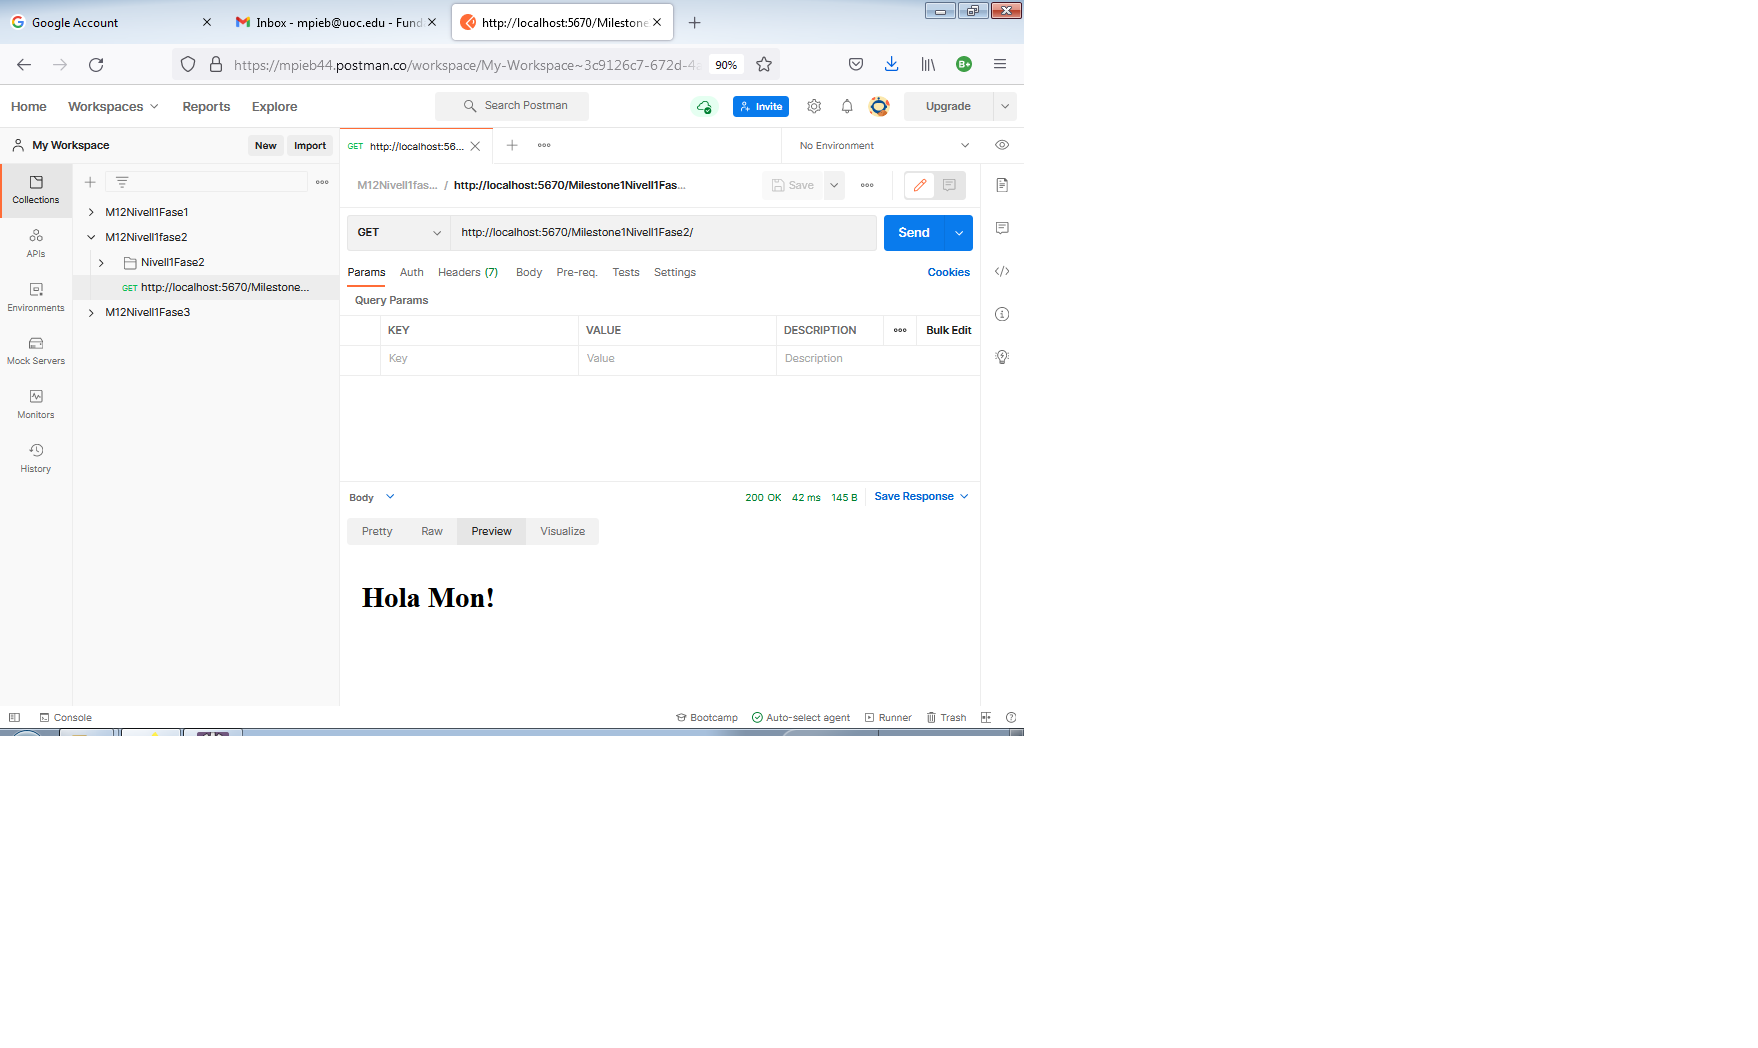 Google Account
Inbox - mpieb@uoc.edu - Fund
http://localhost:5670/Milestone
https://mpieb44.postman.co/workspace/My-Workspace~3c9126c7-672d-4a
90%
Home Workspaces Reports Explore
Search Postman
Invite
Upgrade
My Workspace
New Import
GET http://localhost:56...
No Environment
Collections
APIs
Environments
Mock Servers
Monitors
History
M12Nivell1Fase1
M12Nivell1fase2
Nivell1Fase2
GET http://localhost:5670/Milestone...
M12Nivell1Fase3
M12Nivell1fas... / http://localhost:5670/Milestone1Nivell1Fas...
Save
GET http://localhost:5670/Milestone1Nivell1Fase2/
Send
Params Auth Headers (7) Body Pre-req. Tests Settings Cookies
Query Params
KEY VALUE DESCRIPTION Bulk Edit
Key Value Description
Body 200 OK 42 ms 145 B Save Response
Pretty Raw Preview Visualize
Hola Mon!
Console Bootcamp Auto-select agent Runner Trash